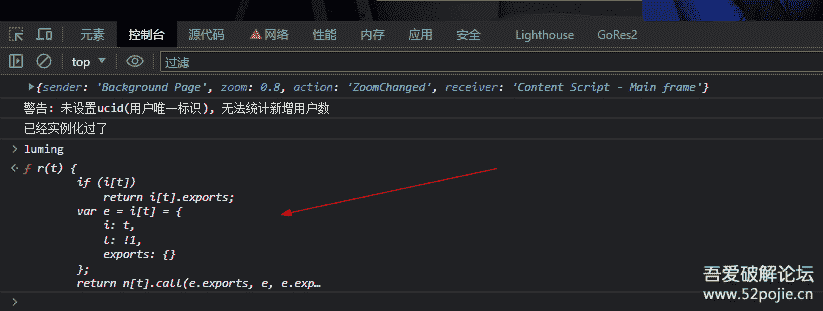 元素 控制台 源代码 网络 性能 内存 应用 安全 Lighthouse GoRes2
top 过滤
{sender: 'Background Page', zoom: 0.8, action: 'ZoomChanged', receiver: 'Content Script - Main frame'}
警告: 未设置ucid(用户唯一标识), 无法统计新增用户数
已经实例化过了
luming
ƒ r(t) {
if (i[t])
return i[t].exports;
var e = i[t] = {
i: t,
l: !1,
exports: {}
};
return n[t].call(e.exports, e, e.exp…
吾爱破解论坛
www.52pojie.cn